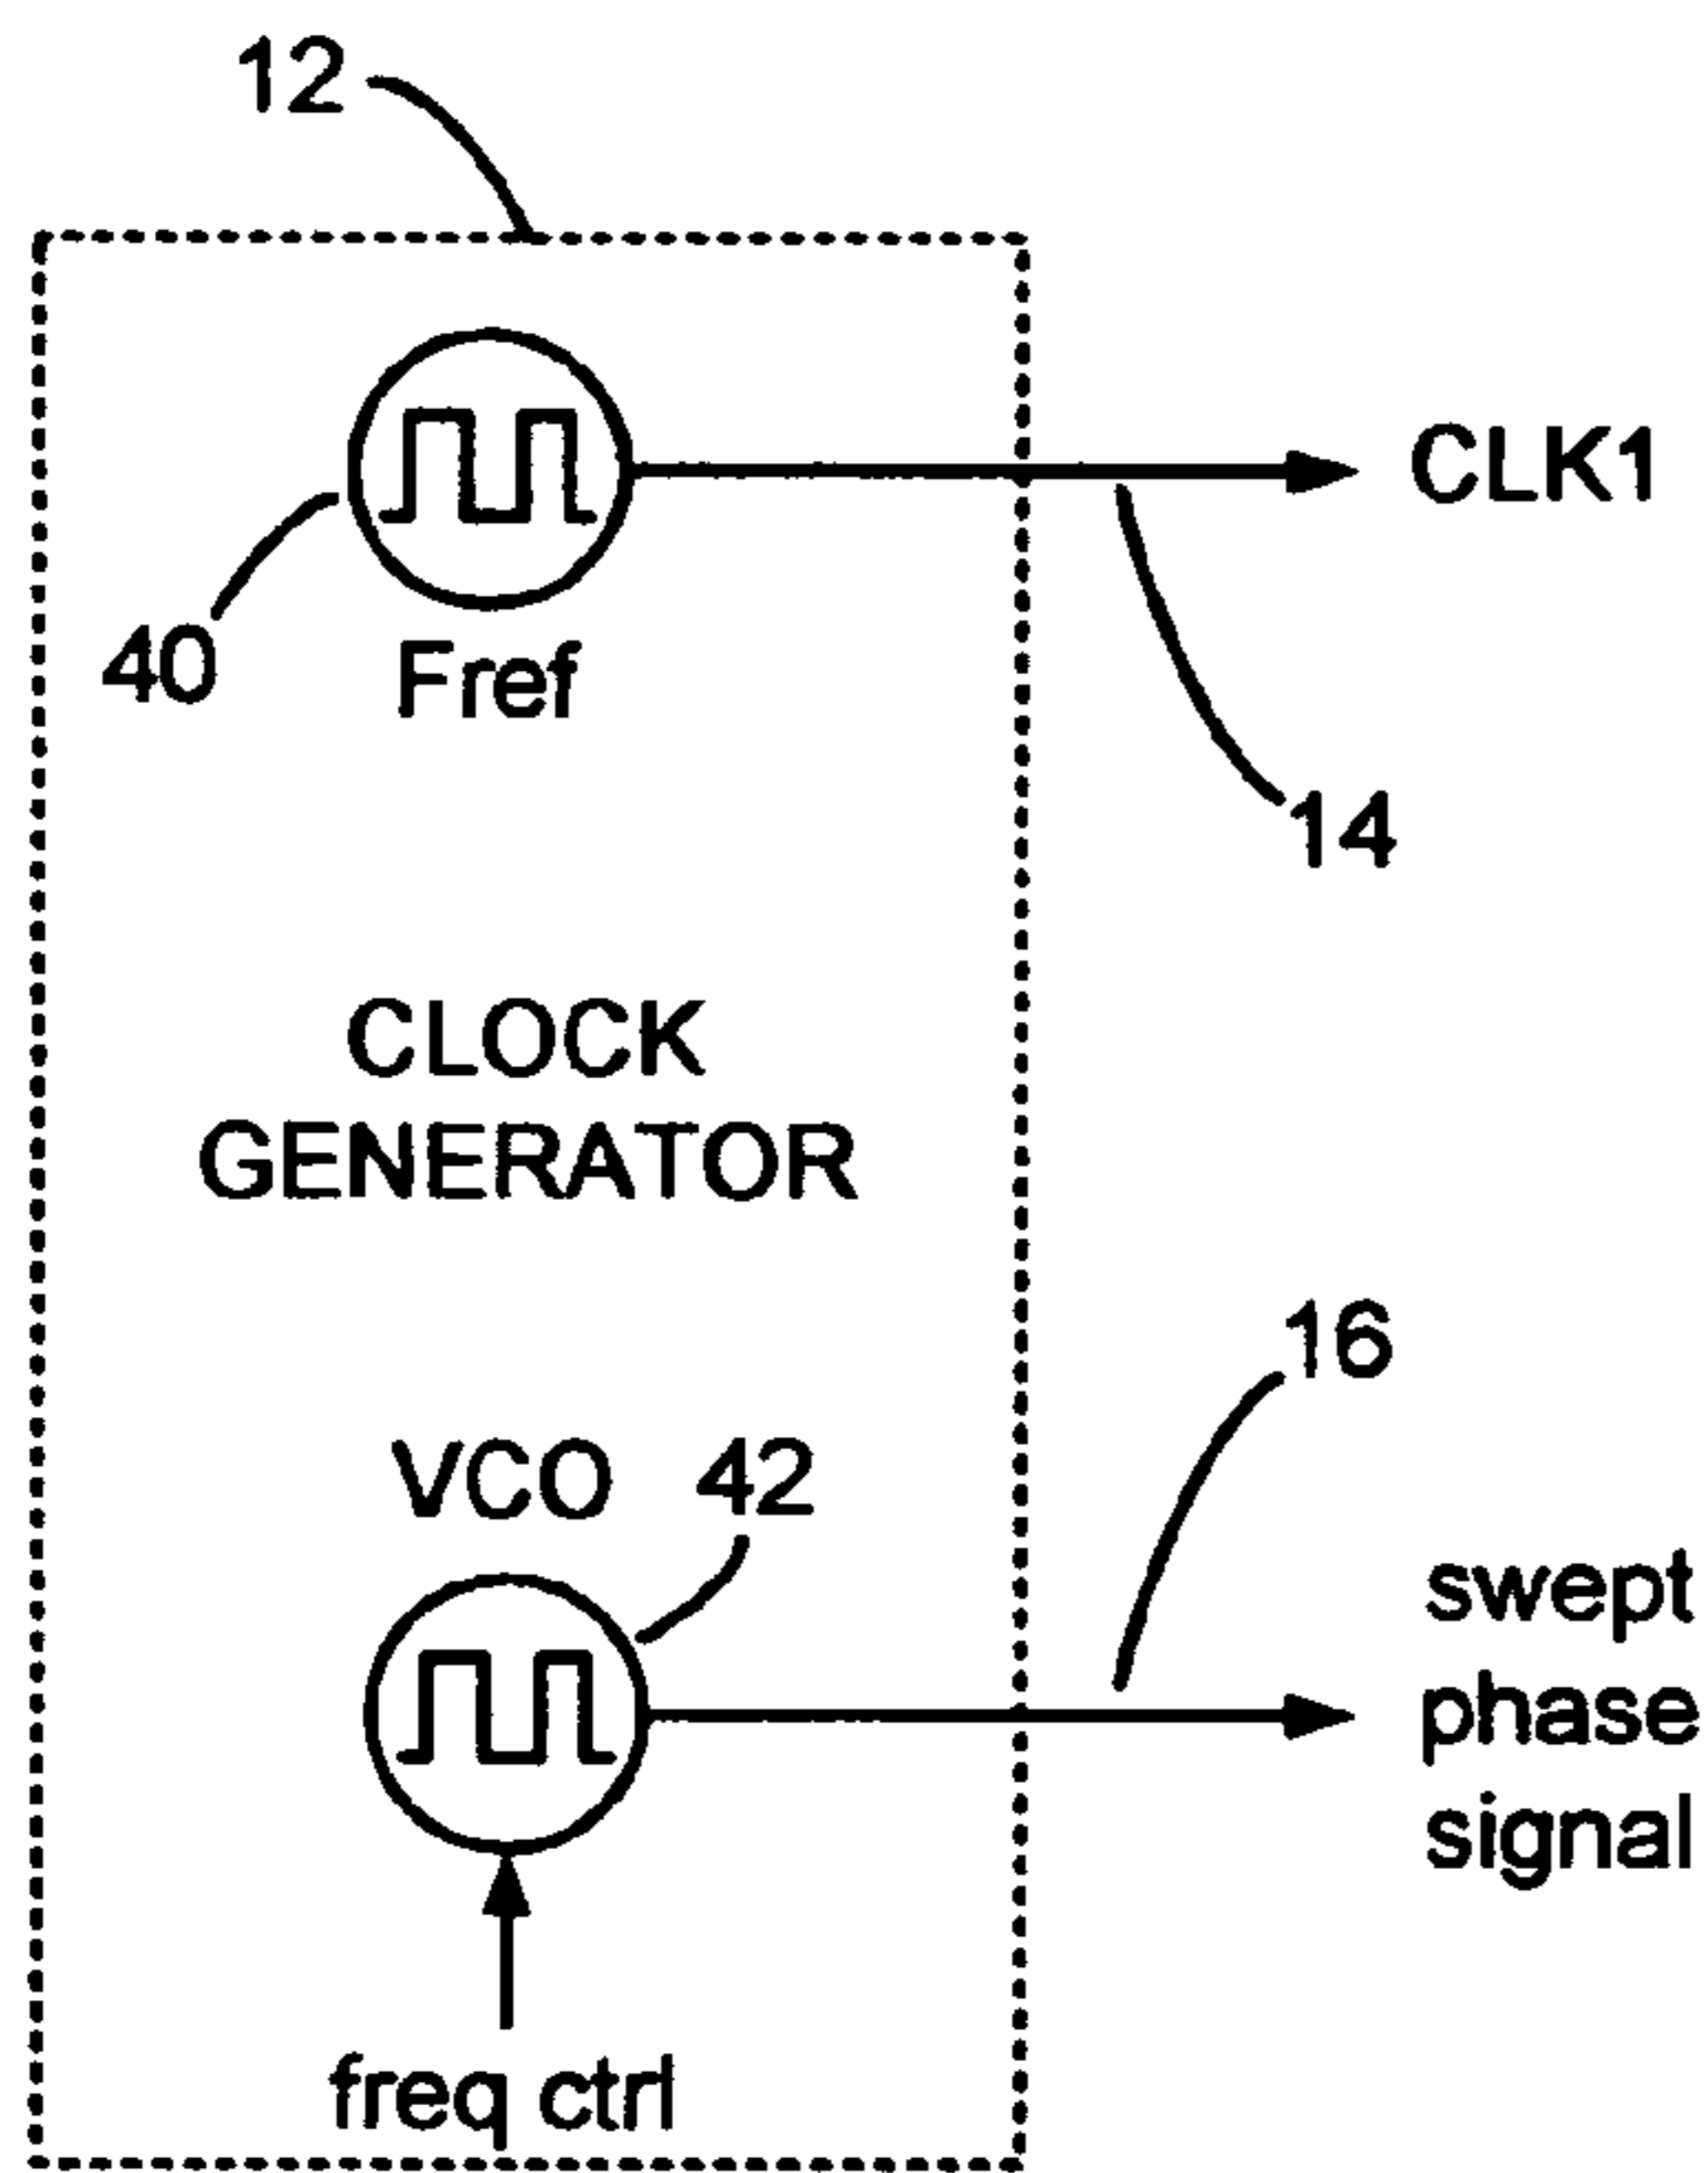 12
CLK1
40
Fref
14
CLOCK
GENERATOR
16
VCO 42
swept
phase
signal
freq ctrl